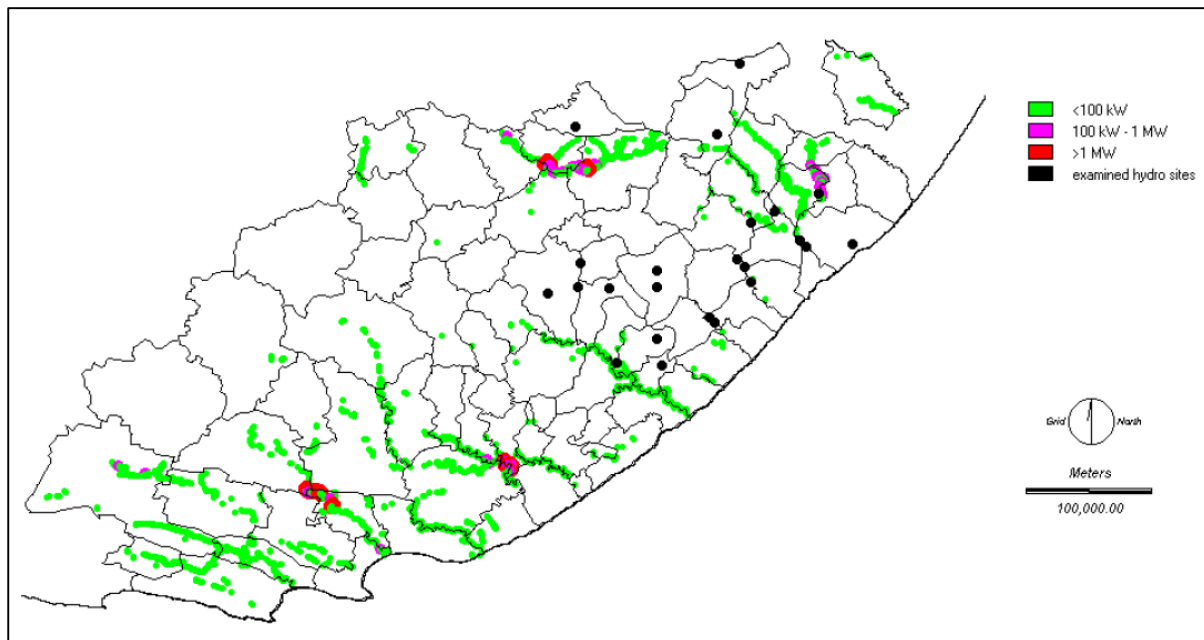 <100 kW
100 kW - 1 MW
>1 MW
examined hydro sites
Grid North
Meters
100,000.00